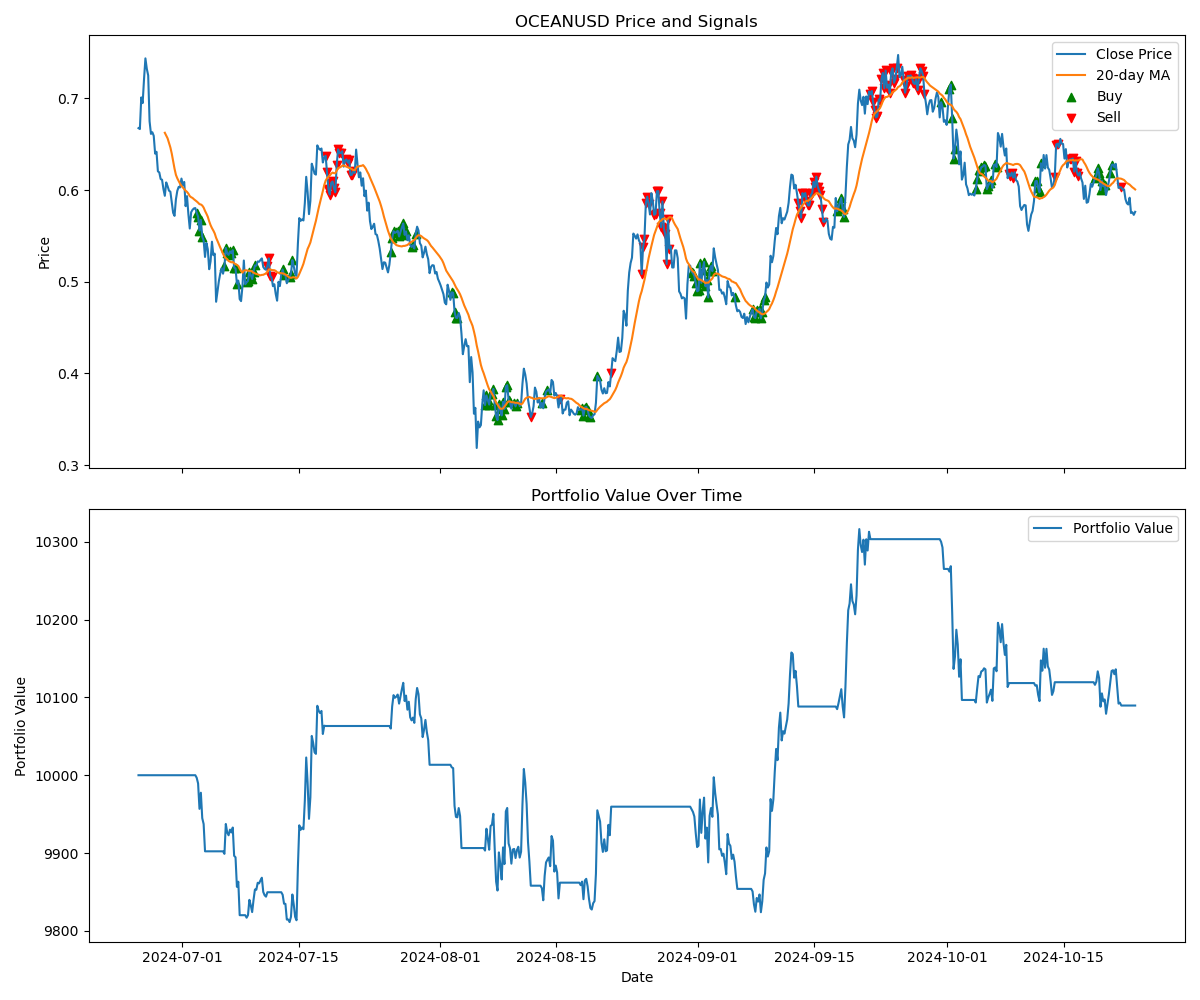 OCEANUSD Price and Signals
Close Price
20-day MA
Buy
Sell
Price
0.7
0.6
0.5
0.4
0.3
Portfolio Value Over Time
Portfolio Value
Portfolio Value
10300
10200
10100
10000
9900
9800
2024-07-01
2024-07-15
2024-08-01
2024-08-15
2024-09-01
2024-09-15
2024-10-01
2024-10-15
Date